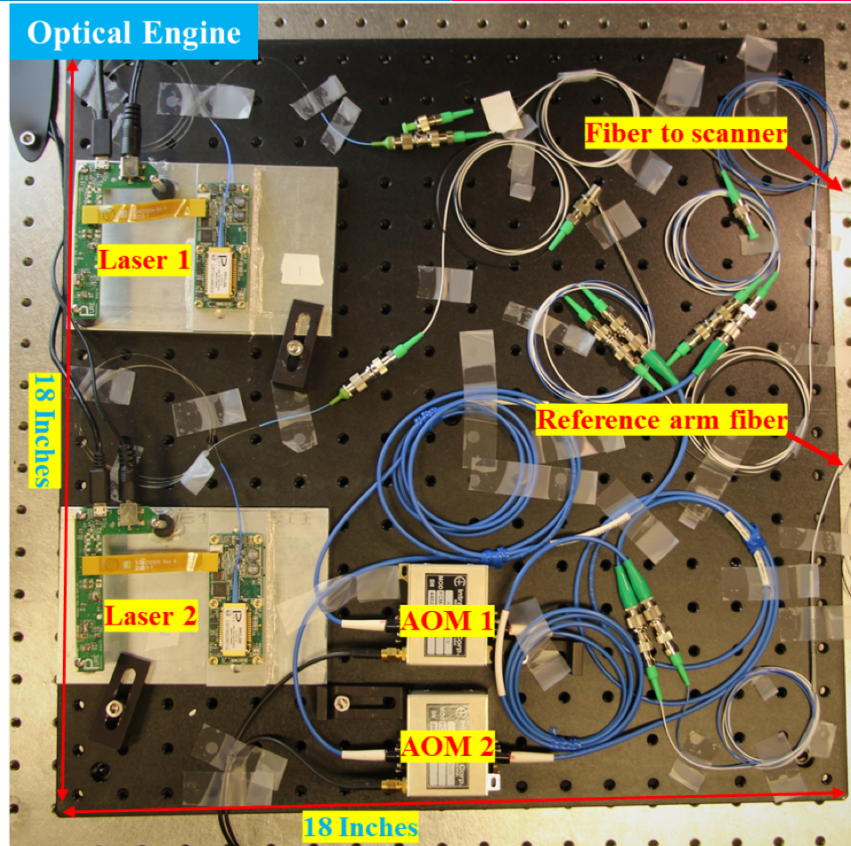 Optical Engine
Fiber to scanner
Laser 1
18 Inches
Reference arm fiber
Laser 2
AOM 1
AOM 2
18 Inches